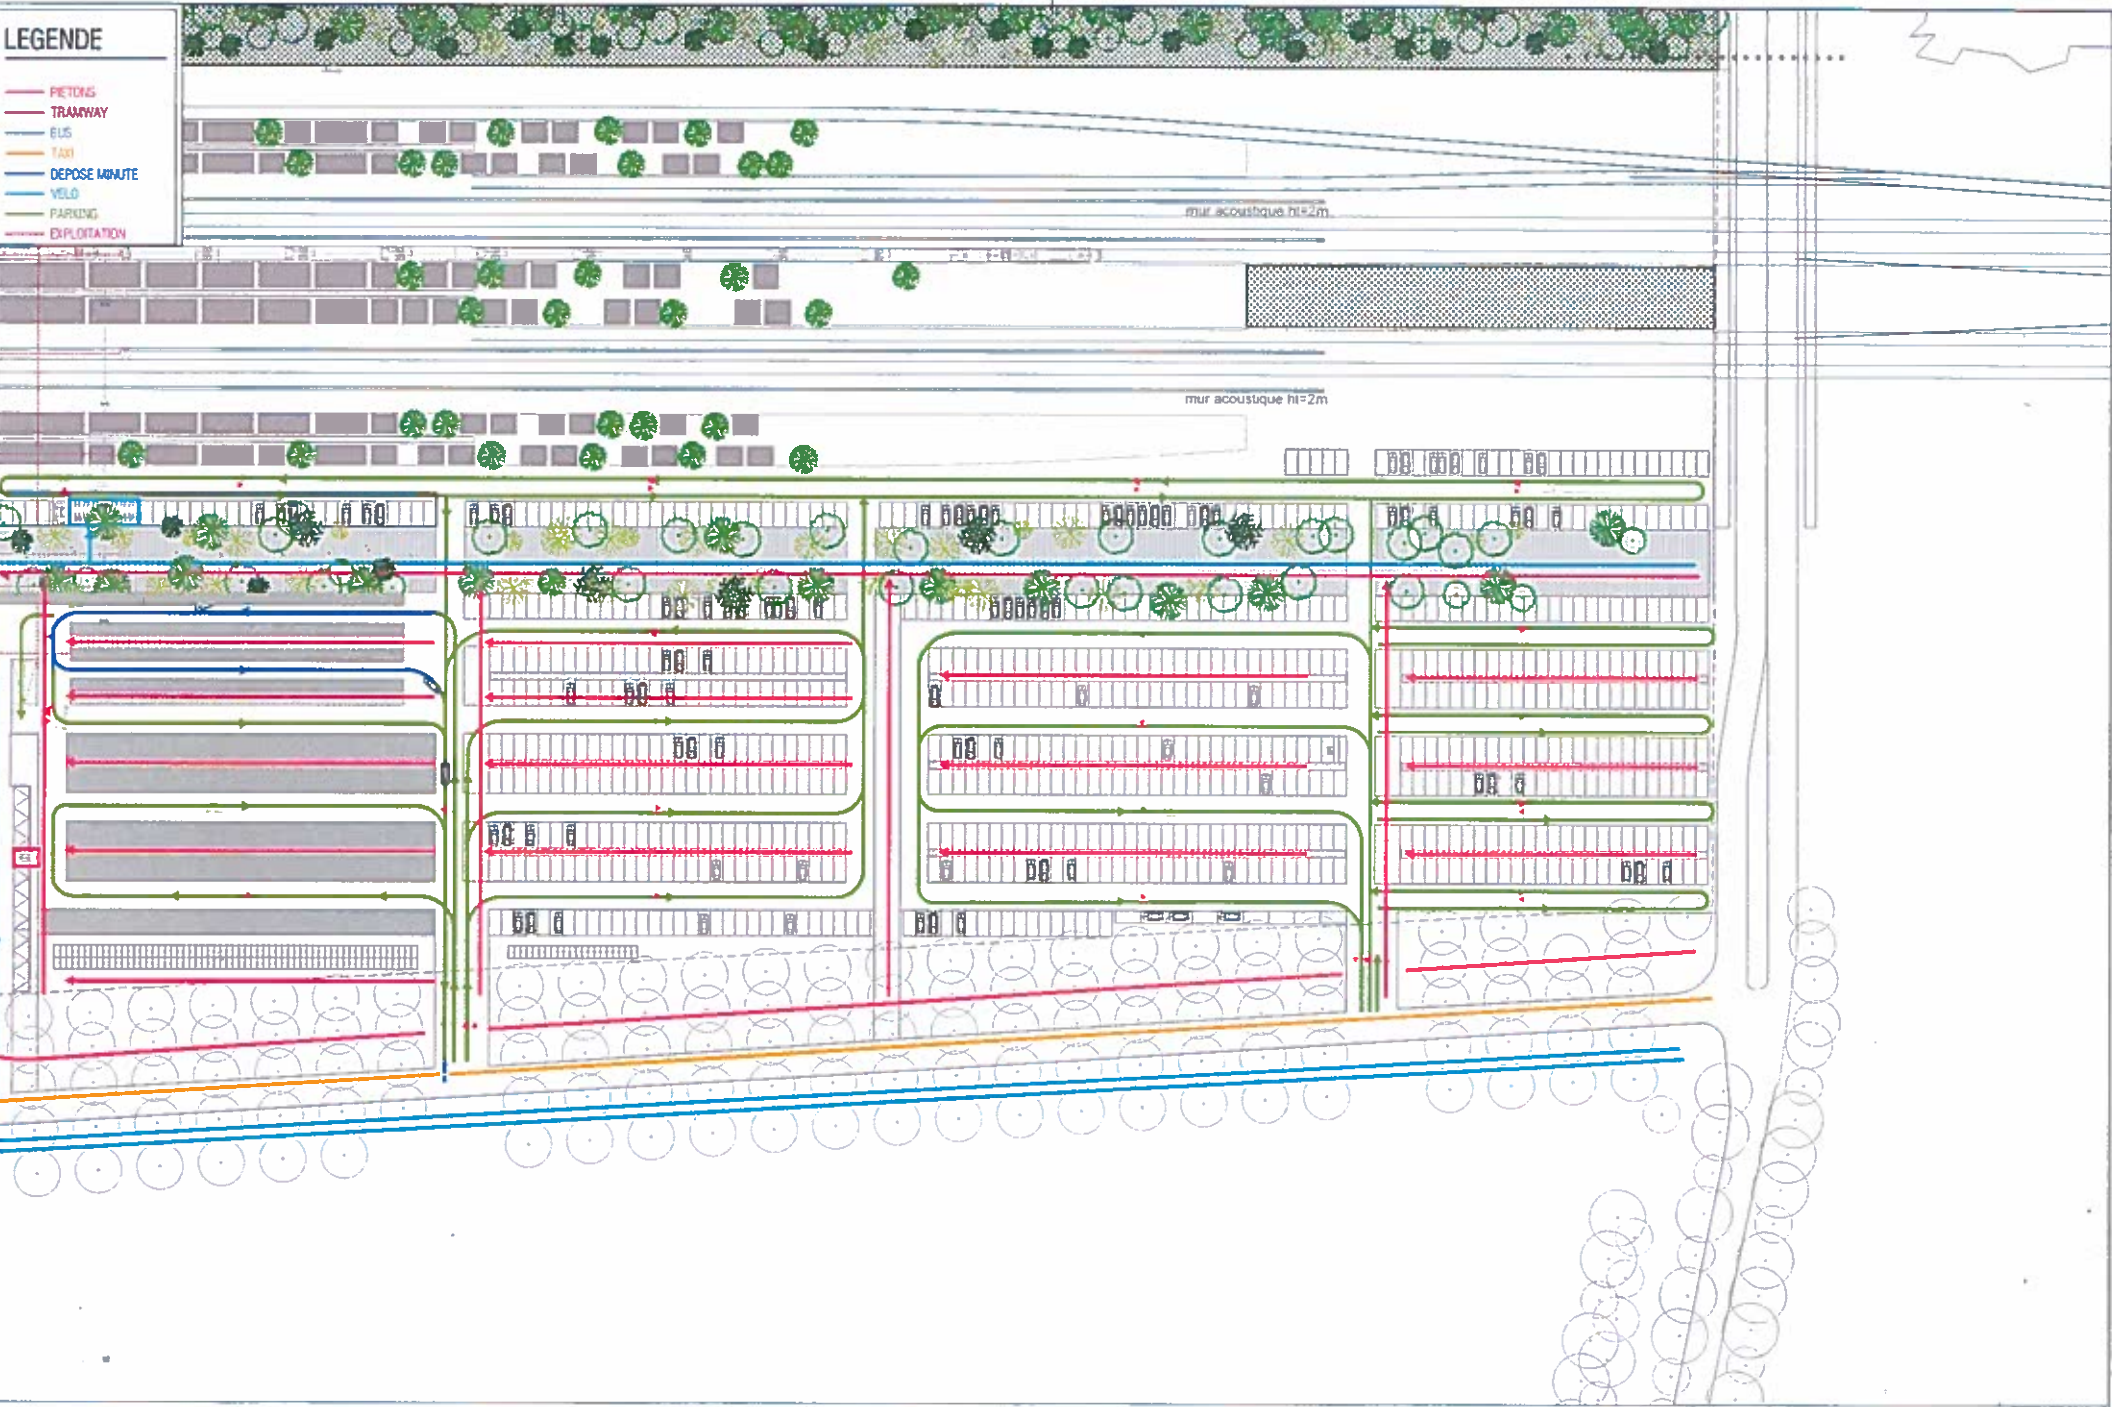 LEGENDE
PIETONS
TRAMWAY
BUS
TAXI
DEPOSE MINUTE
VELO
PARKING
EXPLOITATION
mur acoustique ht=2m
mur acoustique ht=2m